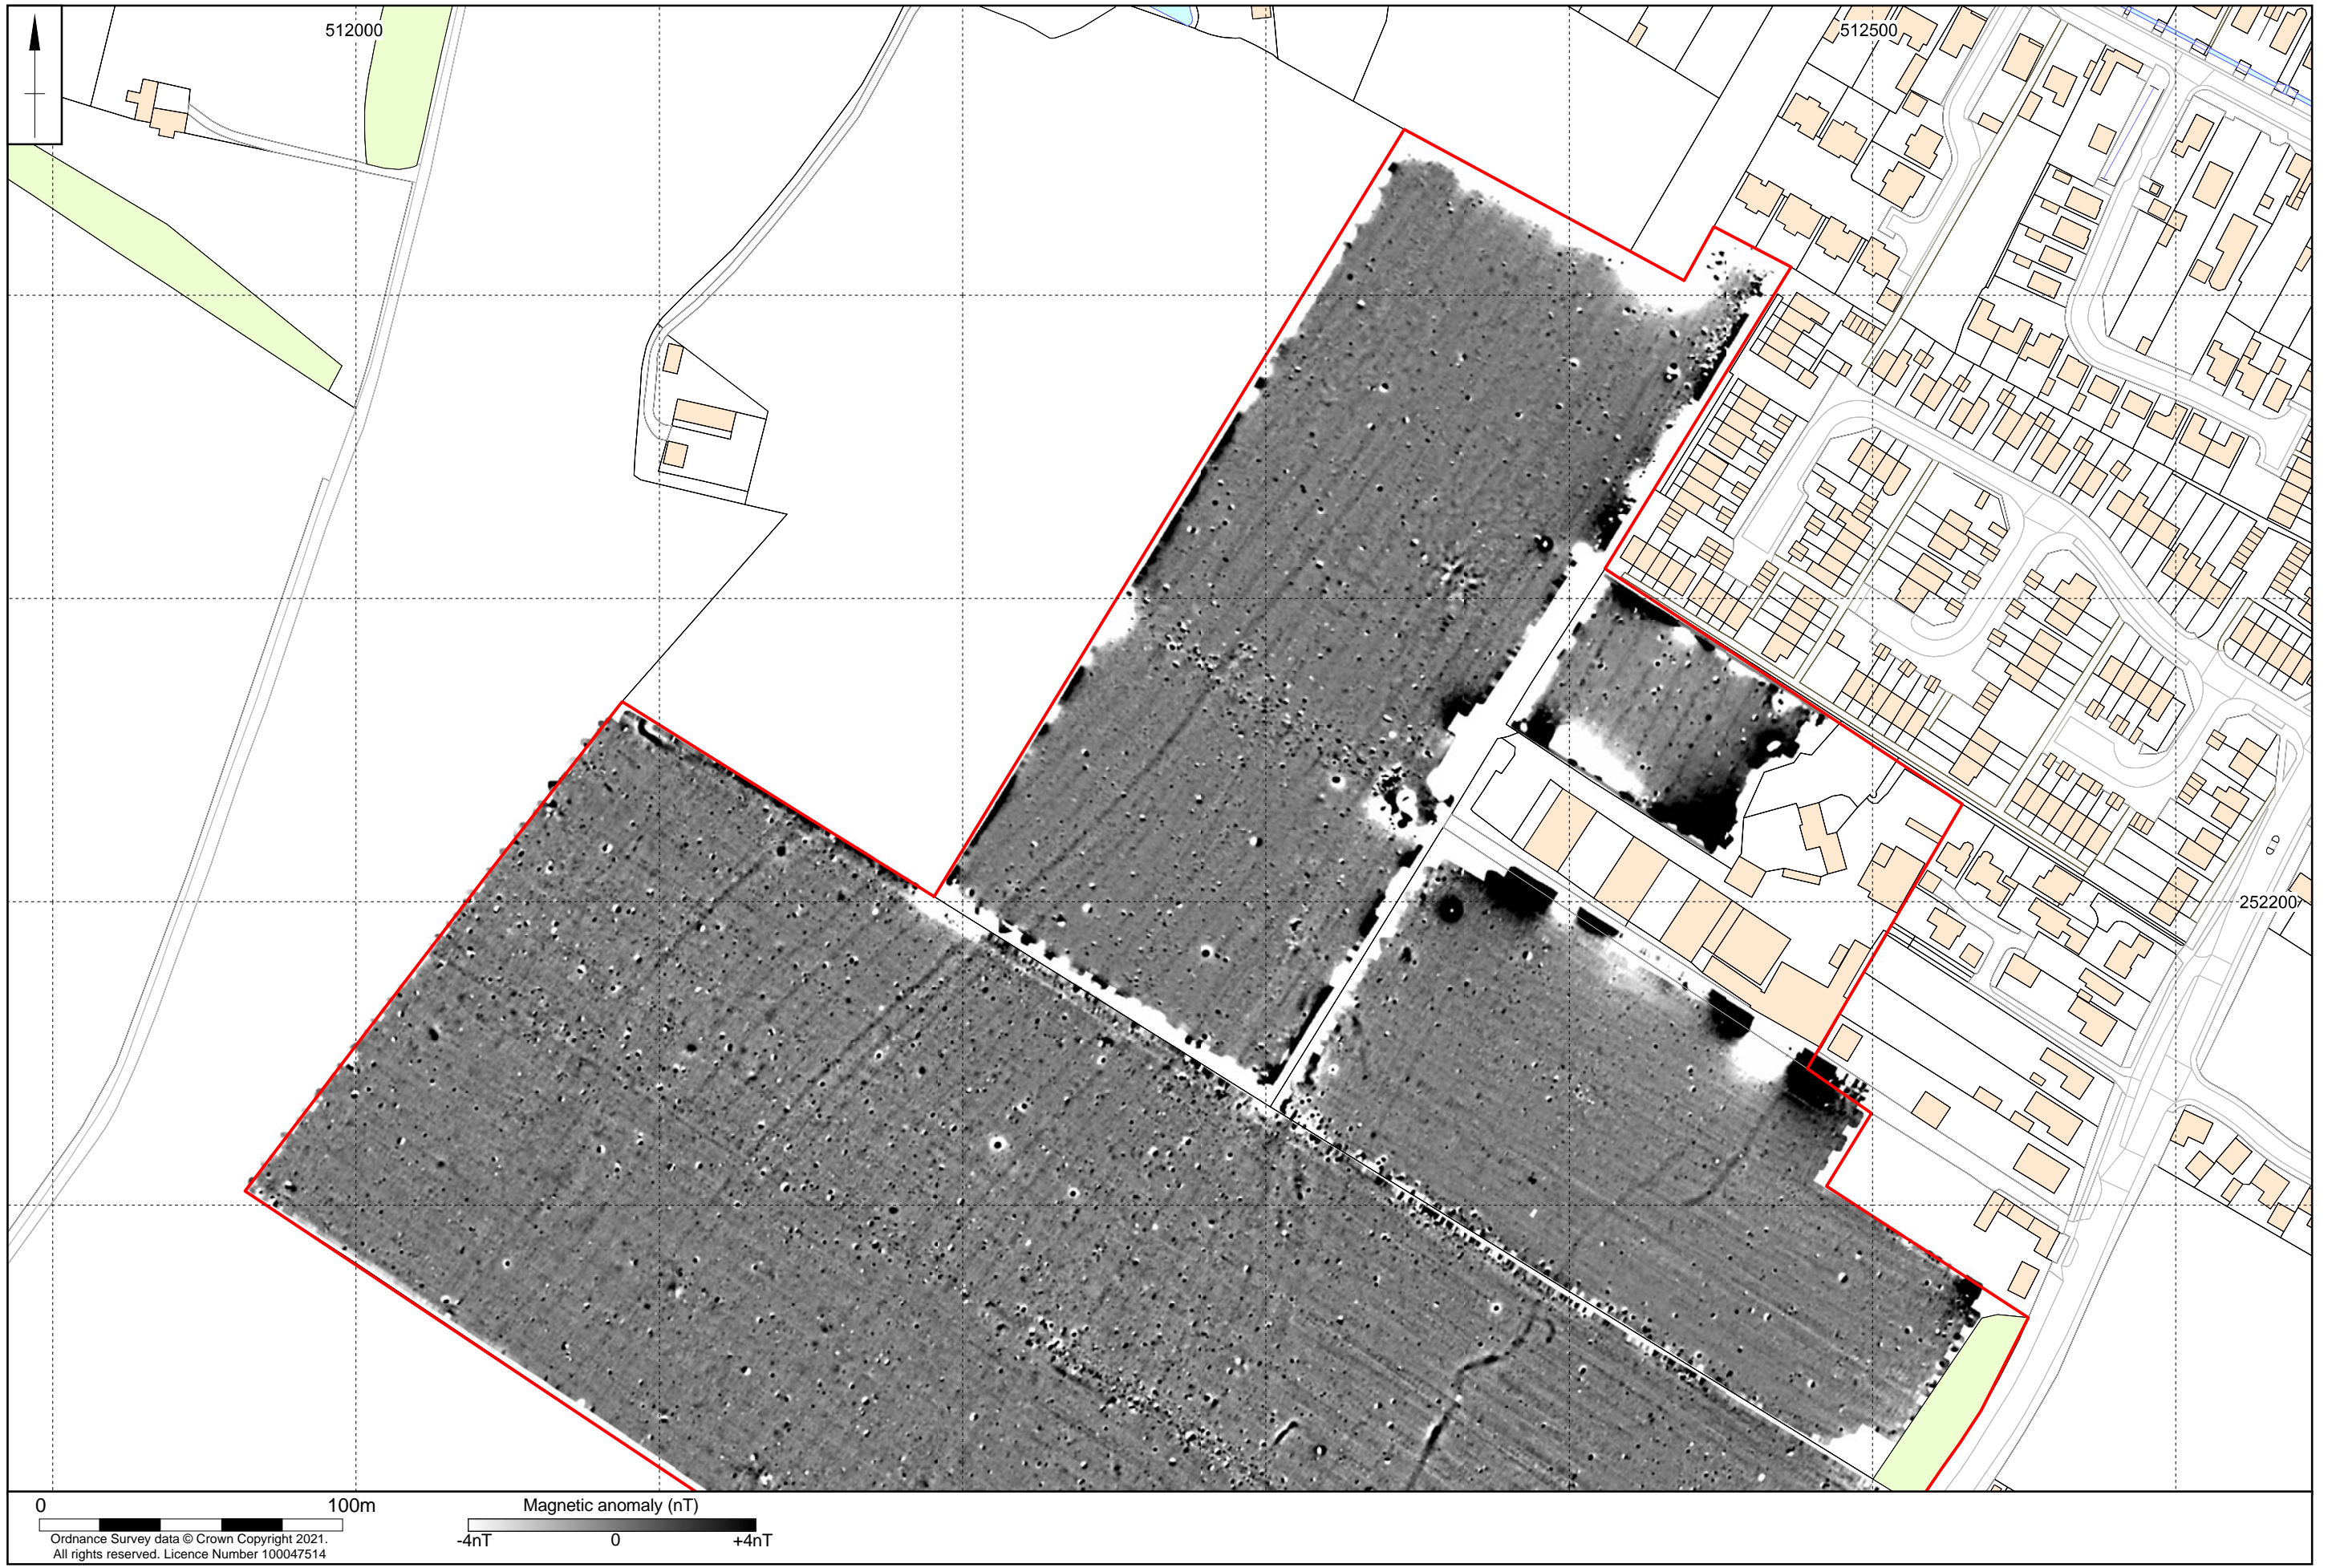 512000
512500
252200
0
100m
Magnetic anomaly (nT)
-4nT
0
+4nT
Ordnance Survey data © Crown Copyright 2021.
All rights reserved. Licence Number 100047514